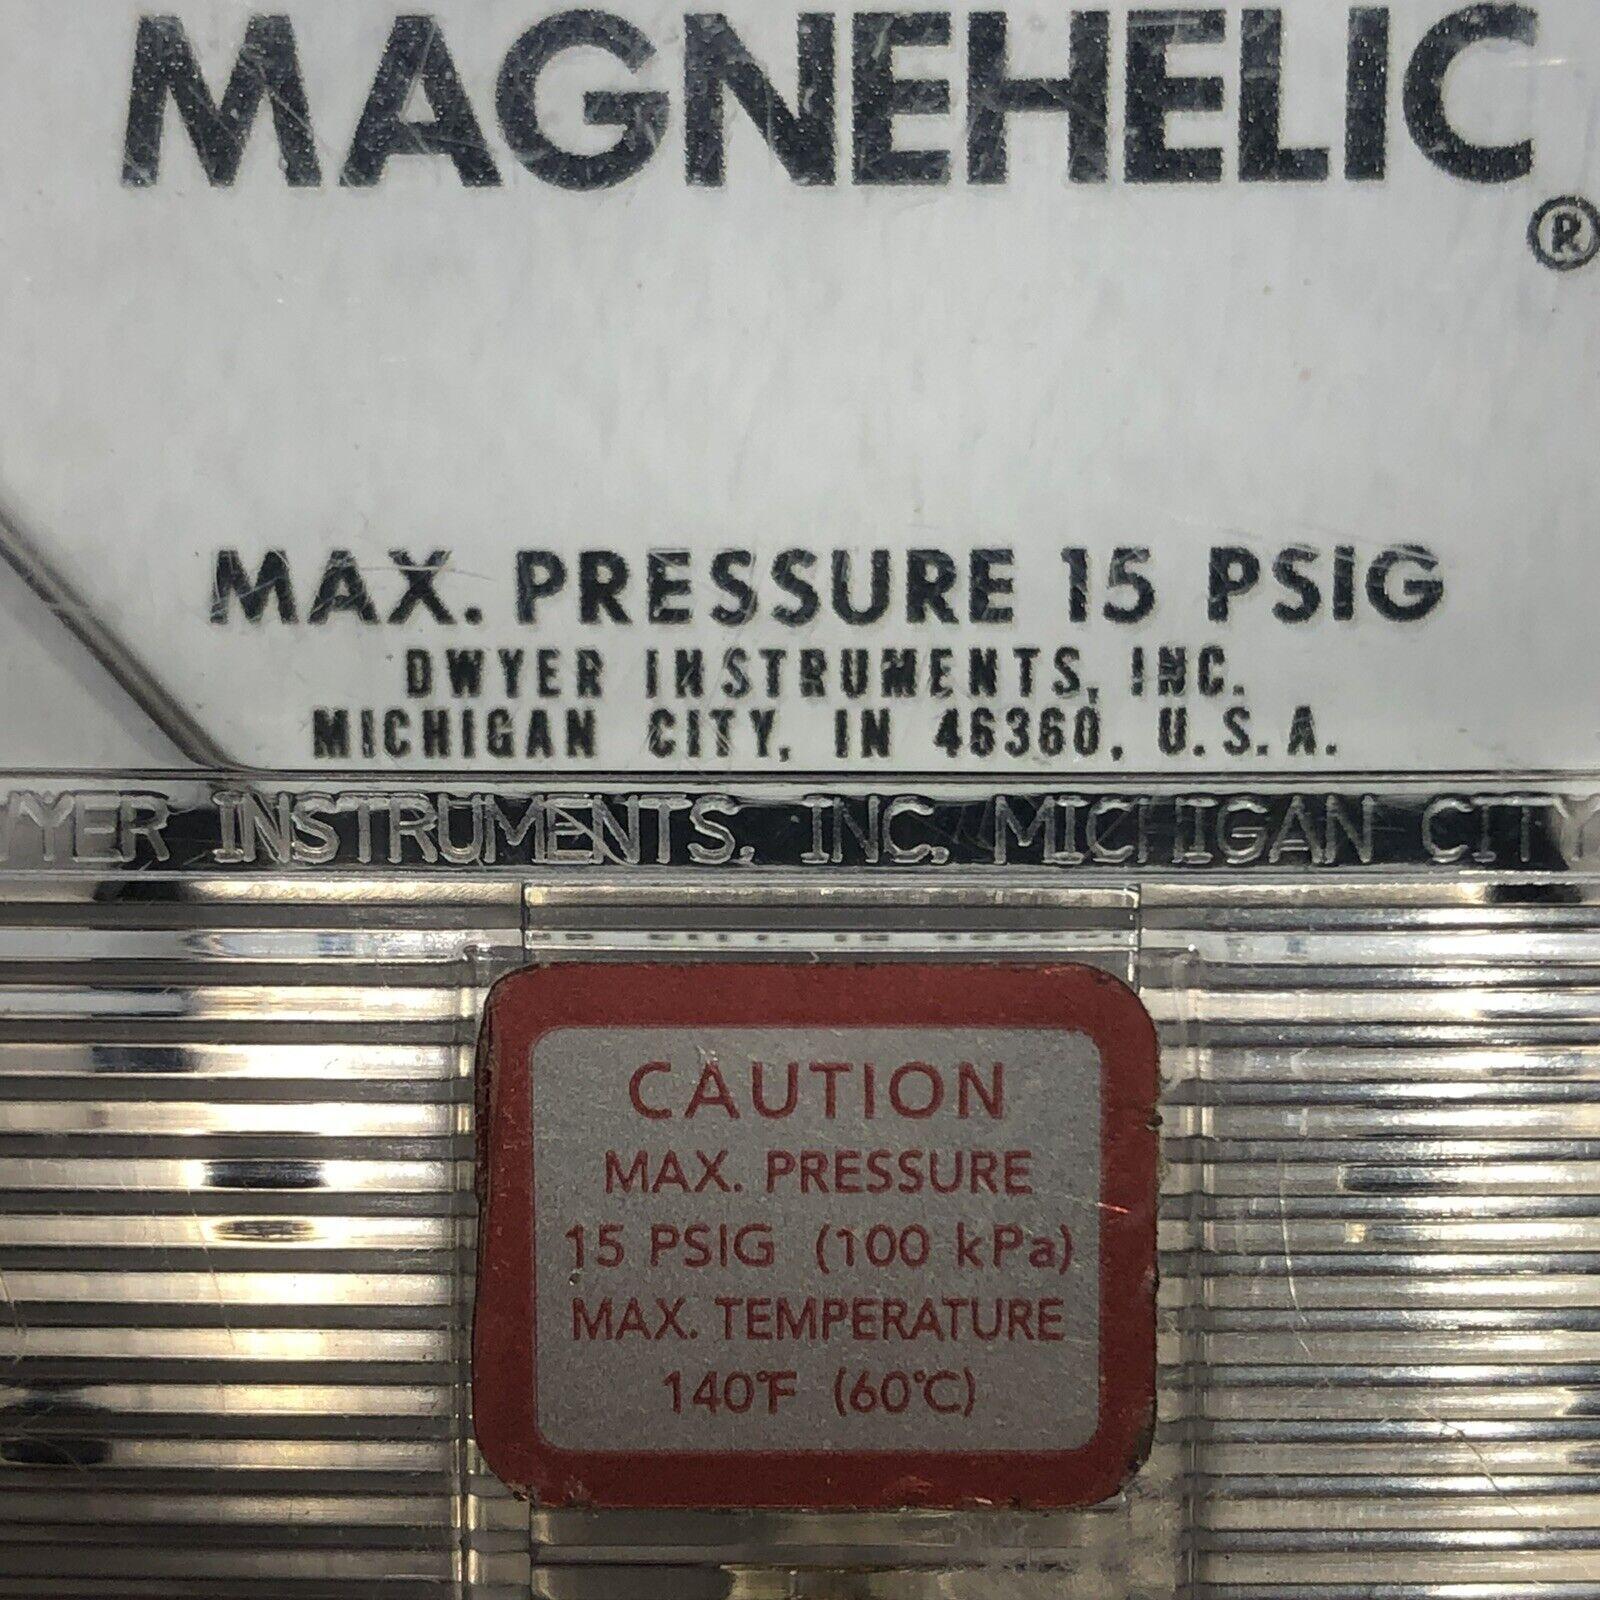 MAGNEHELIC
®
MAX. PRESSURE 15 PSIG
DWYER INSTRUMENTS, INC.
MICHIGAN CITY, IN 46360, U.S.A.
WYER INSTRUMENTS, INC. MICHIGAN CITY
CAUTION
MAX. PRESSURE
15 PSIG (100 kPa)
MAX. TEMPERATURE
140°F (60°C)